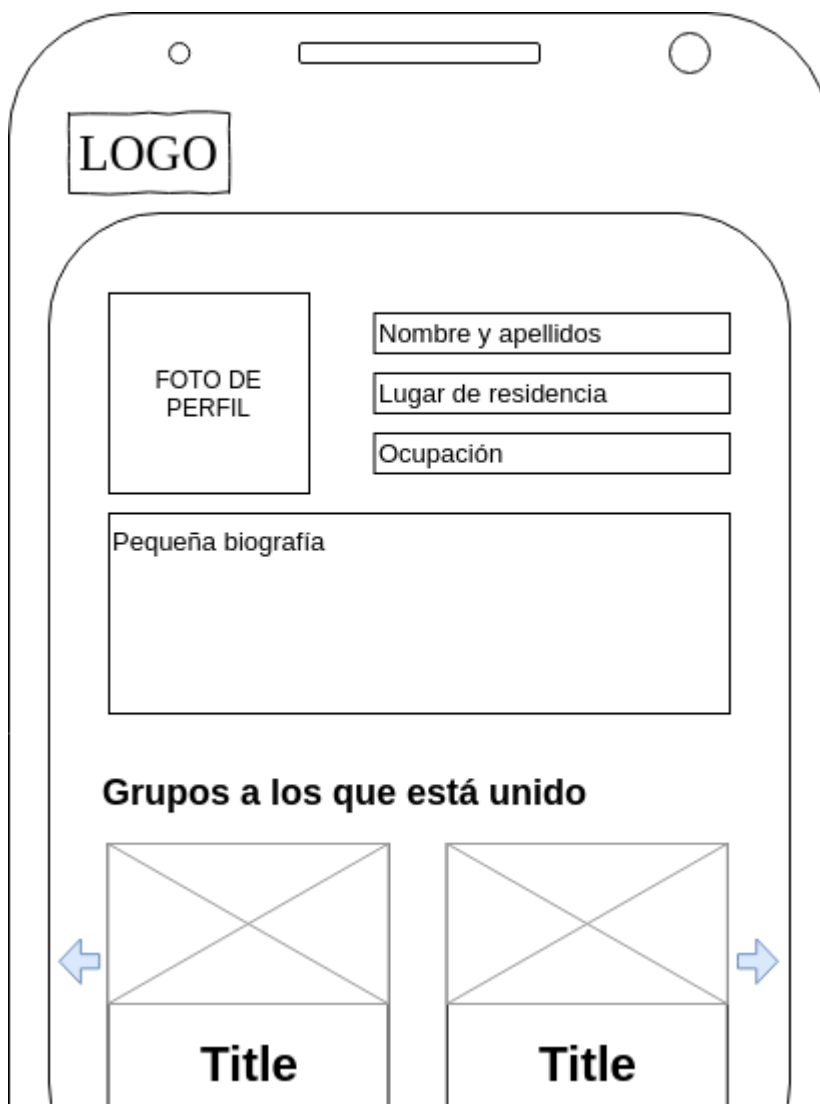 LOGO
FOTO DE
PERFIL
Nombre y apellidos
Lugar de residencia
Ocupación
Pequeña biografía
Grupos a los que está unido
Title
Title